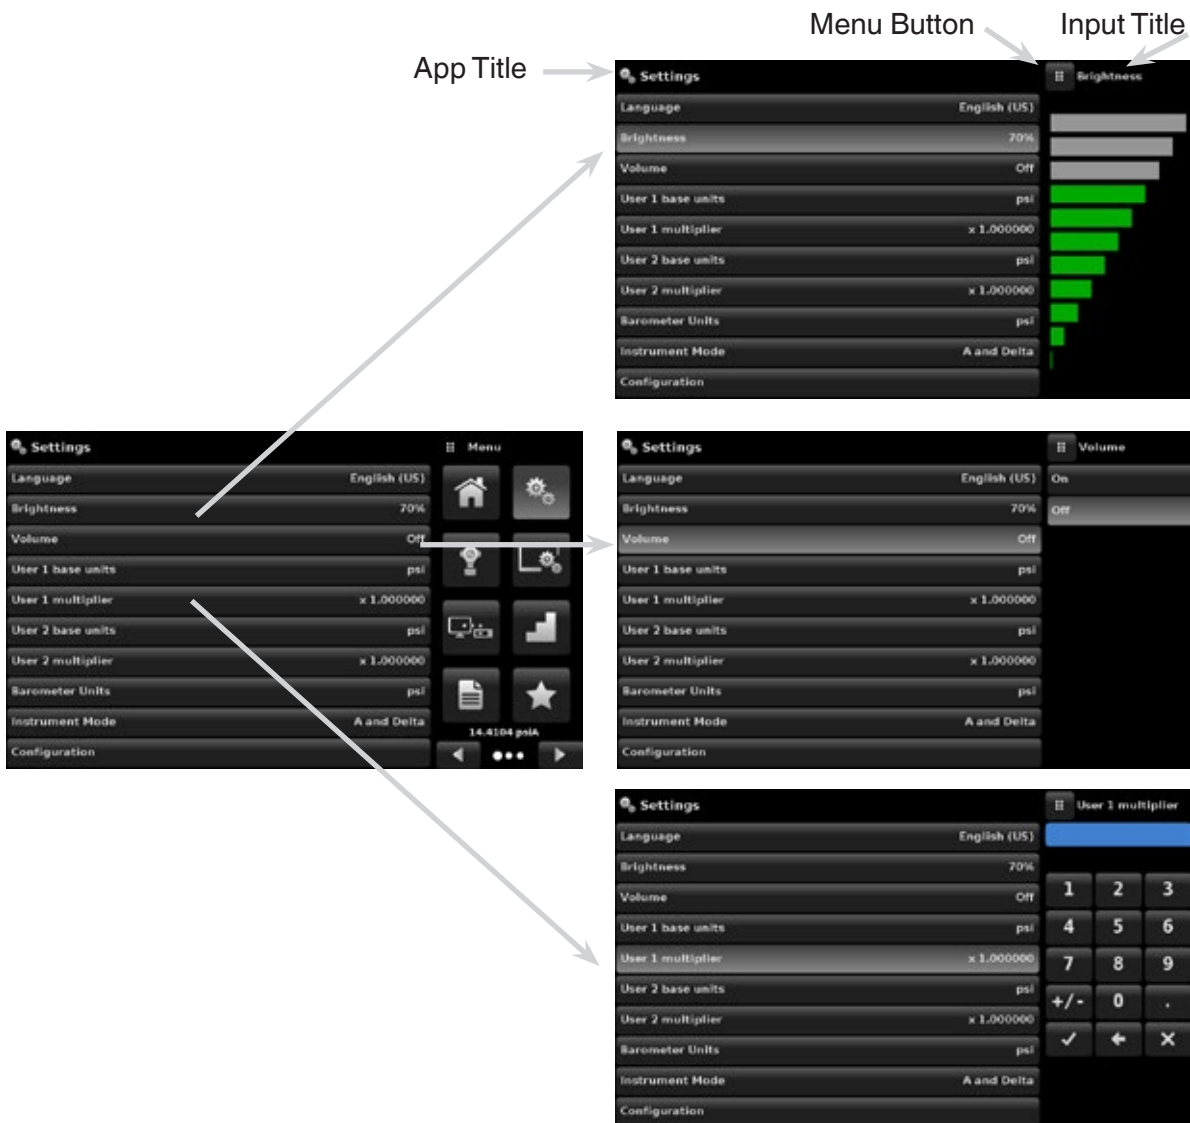 Menu Button
Input Title
App Title
Settings
Brightness
Language English (US)
Brightness 70%
Volume Off
User 1 base units psi
User 1 multiplier x 1.000000
User 2 base units psi
User 2 multiplier x 1.000000
Barometer Units psi
Instrument Mode A and Delta
Configuration
Settings
Menu
Language English (US)
Brightness 70%
Volume Off
User 1 base units psi
User 1 multiplier x 1.000000
User 2 base units psi
User 2 multiplier x 1.000000
Barometer Units psi
Instrument Mode A and Delta
Configuration
14.4104 psiA
Settings
Volume
Language English (US)
Brightness 70%
Volume Off
User 1 base units psi
User 1 multiplier x 1.000000
User 2 base units psi
User 2 multiplier x 1.000000
Barometer Units psi
Instrument Mode A and Delta
Configuration
On
Off
Settings
User 1 multiplier
Language English (US)
Brightness 70%
Volume Off
User 1 base units psi
User 1 multiplier x 1.000000
User 2 base units psi
User 2 multiplier x 1.000000
Barometer Units psi
Instrument Mode A and Delta
Configuration
1 2 3
4 5 6
7 8 9
+/- 0 .